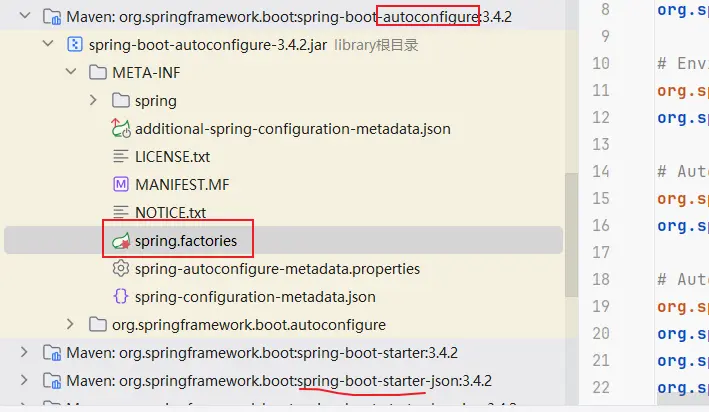 Maven: org.springframework.boot:spring-boot-autoconfigure:3.4.2
spring-boot-autoconfigure-3.4.2.jar library根目录
META-INF
spring
additional-spring-configuration-metadata.json
LICENSE.txt
MANIFEST.MF
NOTICE.txt
spring.factories
spring-autoconfigure-metadata.properties
spring-configuration-metadata.json
org.springframework.boot.autoconfigure
Maven: org.springframework.boot:spring-boot-starter:3.4.2
Maven: org.springframework.boot:spring-boot-starter-json:3.4.2
8 org.sp
9
10 # Envi
11 org.sp
12 org.sp
13
14 # Auto
15 org.sp
16 org.sp
17
18 # Auto
19 org.sp
20 org.sp
21 org.sp
22 org.sp